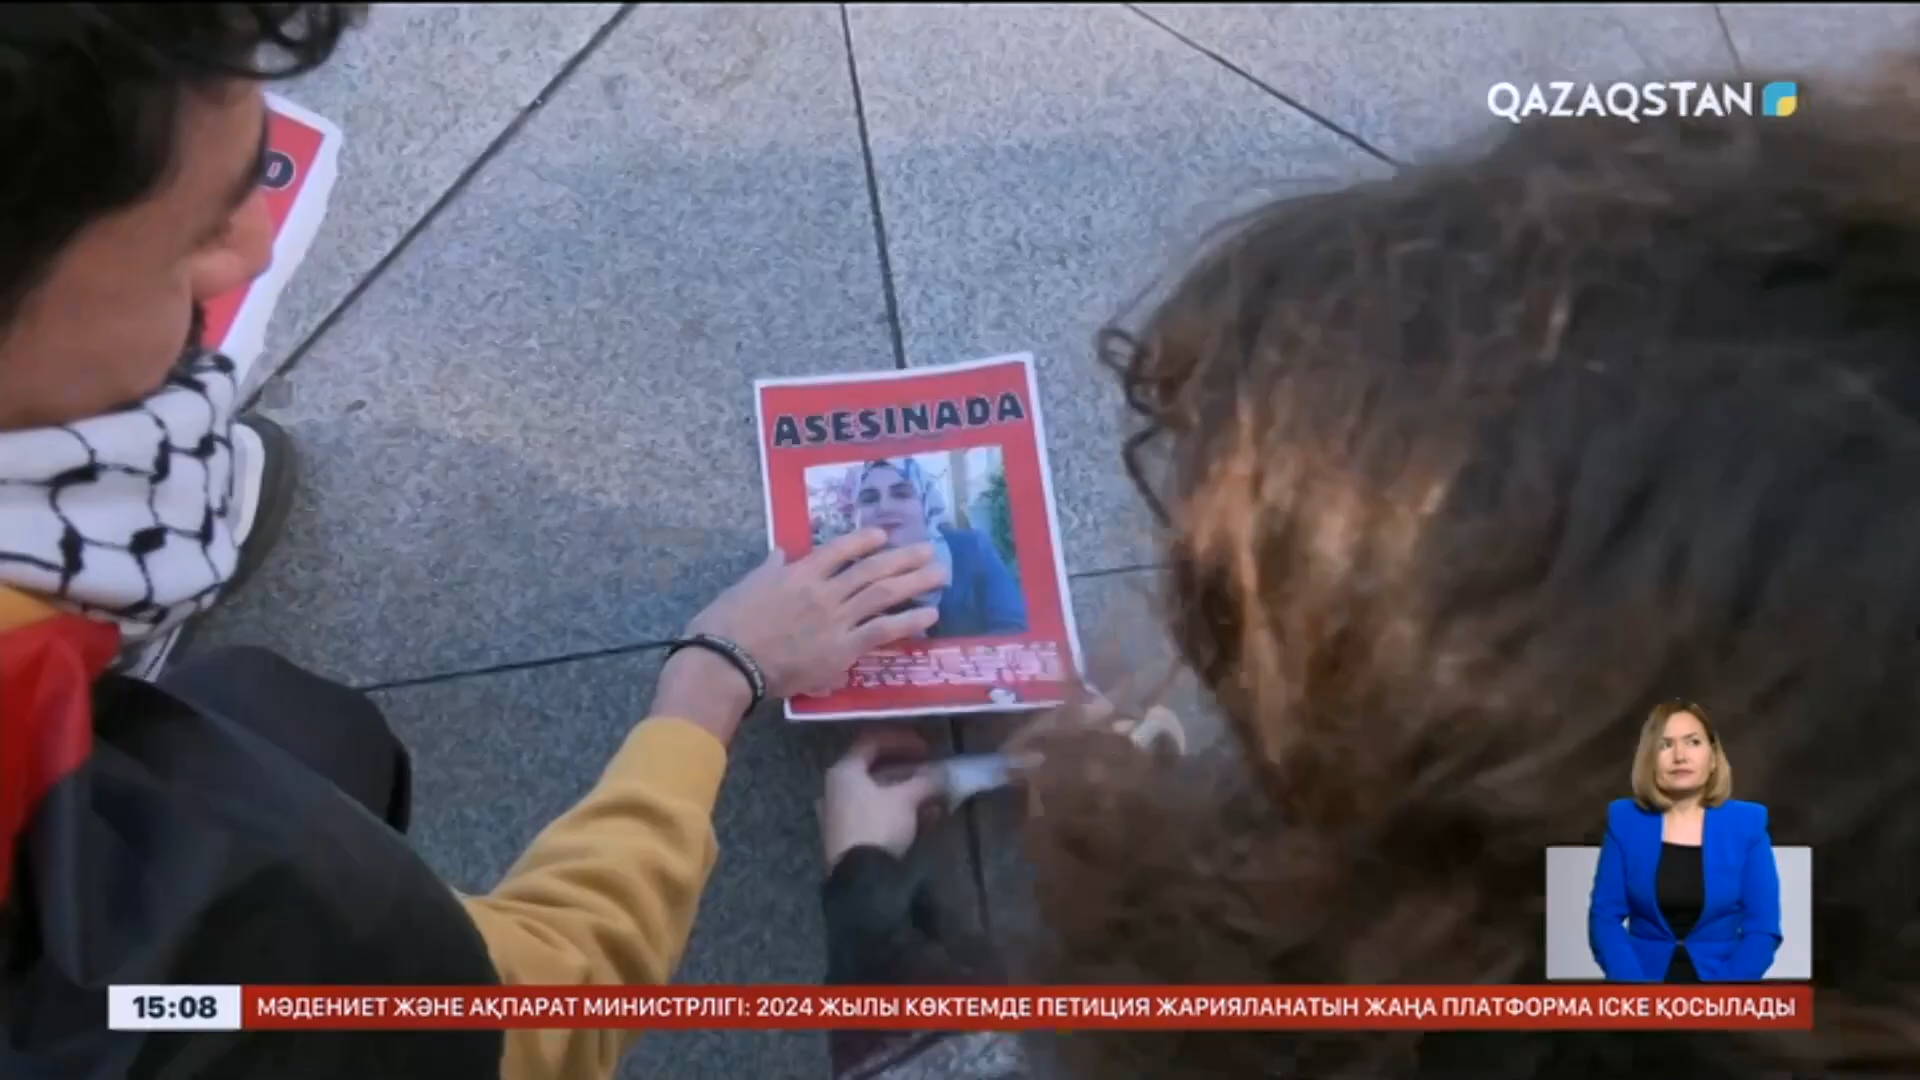 QAZAQSTAN
ASESINADA
15:08
МӘДЕНИЕТ ЖӘНЕ АҚПАРАТ МИНИСТРЛІГІ: 2024 ЖЫЛЫ КӨКТЕМДЕ ПЕТИЦИЯ ЖАРИЯЛАНАТЫН ЖАҢА ПЛАТФОРМА ІСКЕ ҚОСЫЛАДЫ